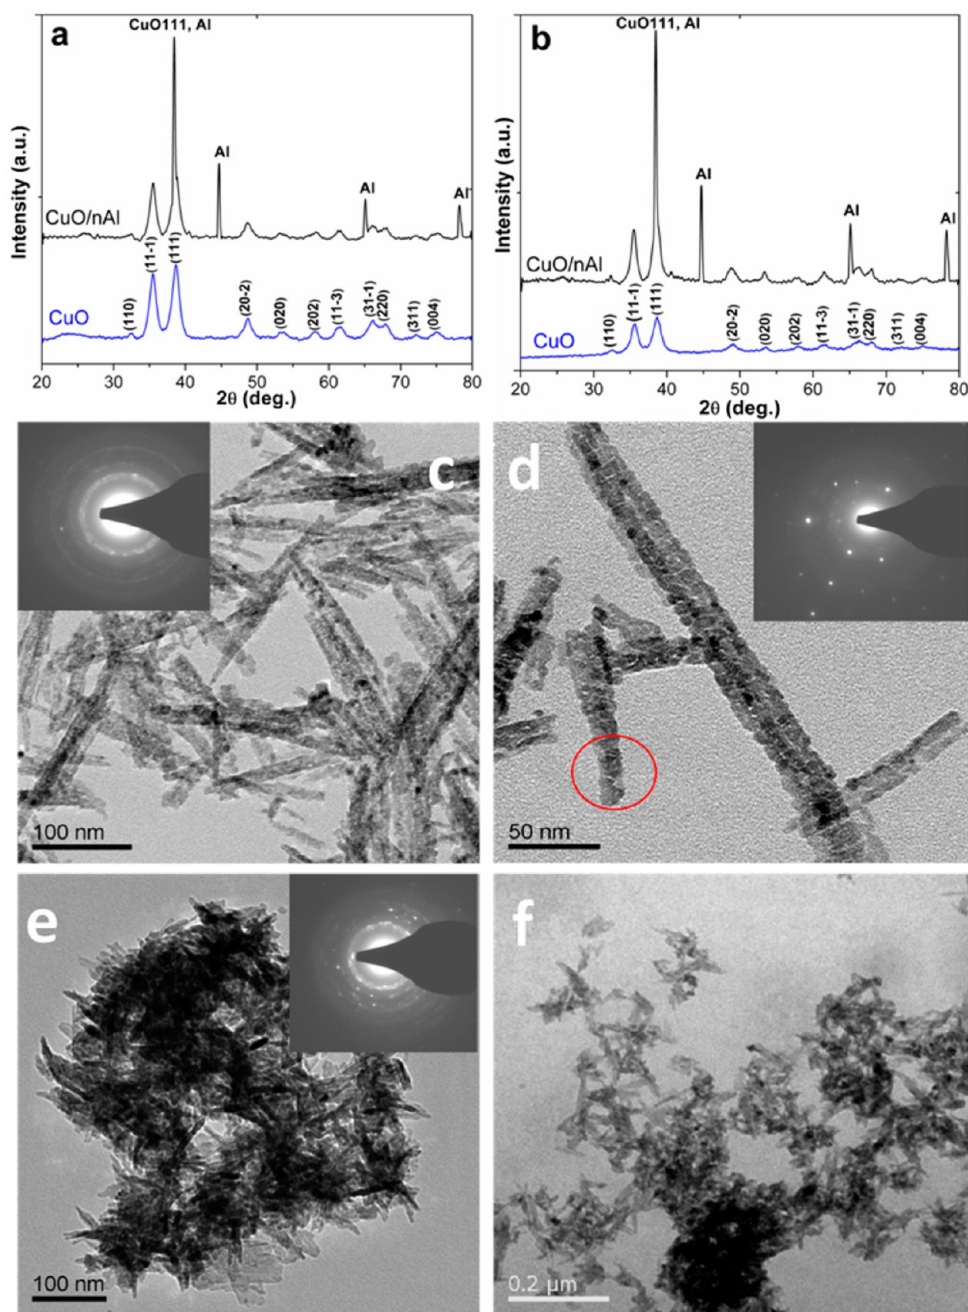 a
CuO111, Al
Al
Al
Al
CuO/nAl
(11-1)
(111)
CuO
(110)
(20-2)
(020)
(202)
(11-3)
(31-1)
(220)
(311)
(004)
Intensity (a.u.)
20 30 40 50 60 70 80
2θ (deg.)
b
CuO111, Al
Al
Al
Al
CuO/nAl
(11-1)
(111)
CuO
(110)
(20-2)
(020)
(202)
(11-3)
(31-1)
(220)
(311)
(004)
Intensity (a.u.)
20 30 40 50 60 70 80
2θ (deg.)
c
100 nm
d
50 nm
e
100 nm
f
0.2 µm